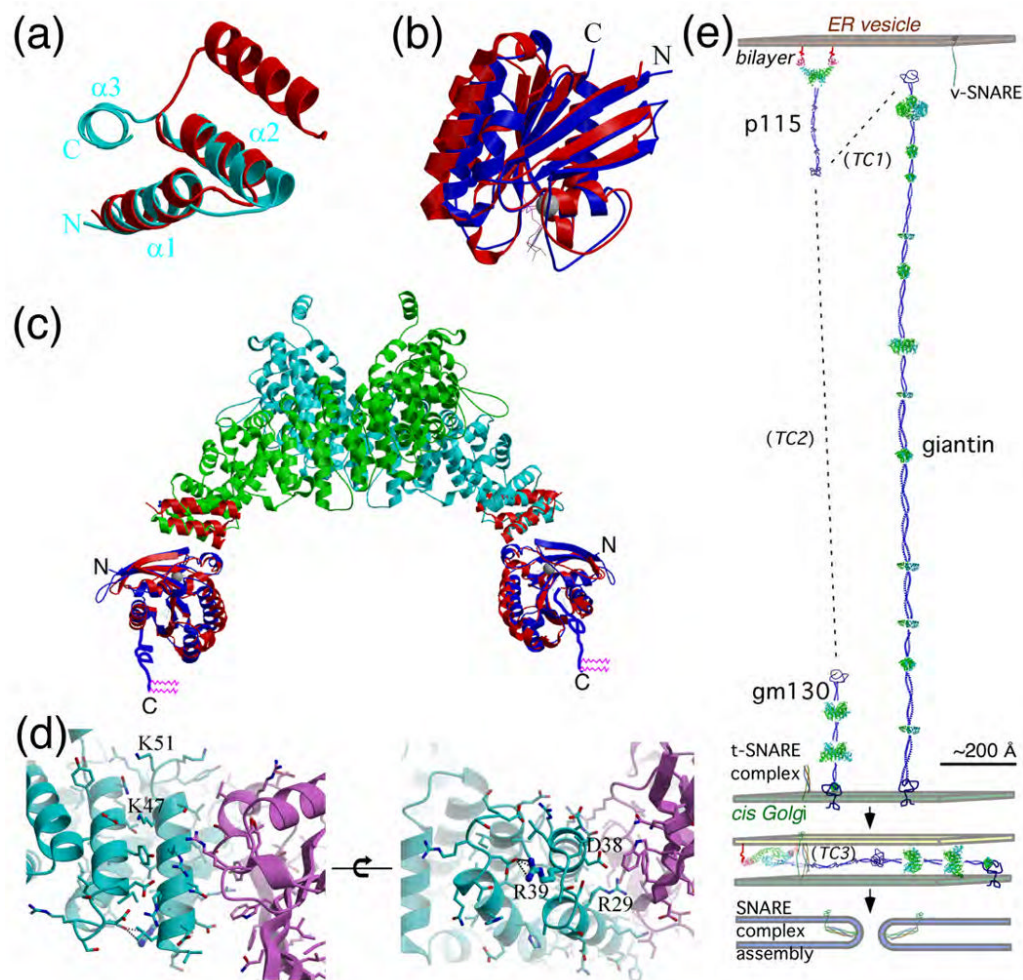 (a)
α3
C
α2
N
α1
(b)
C
N
(c)
N
C
N
C
(d)
K51
K47
D38
R39
R29
(e)
ER vesicle
bilayer
v-SNARE
p115
(TC1)
(TC2)
giantin
gm130
t-SNARE
complex
~200 Å
cis Golgi
(TC3)
SNARE
complex
assembly